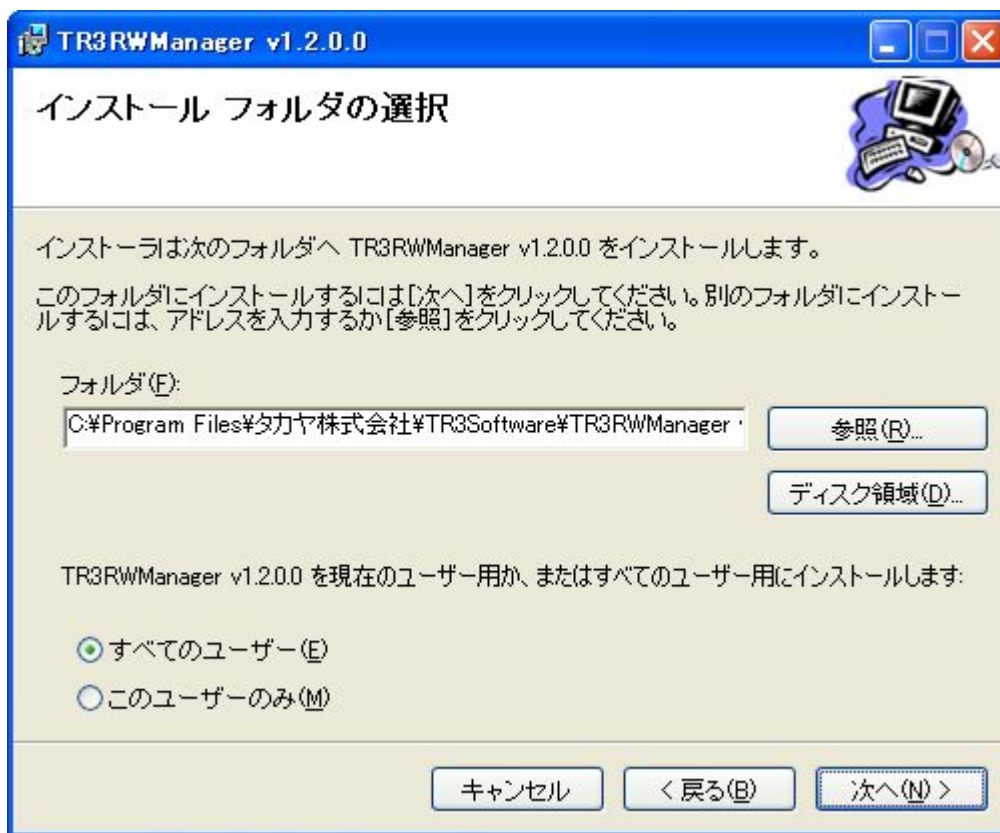 TR3RWManager v1.2.0.0
インストール フォルダの選択
インストーラは次のフォルダへ TR3RWManager v1.2.0.0 をインストールします。
このフォルダにインストールするには[次へ]をクリックしてください。別のフォルダにインストー
ルするには、アドレスを入力するか[参照]をクリックしてください。
フォルダ(F):
C:¥Program Files¥タカヤ株式会社¥TR3Software¥TR3RWManager
参照(R)...
ディスク領域(D)...
TR3RWManager v1.2.0.0 を現在のユーザー用か、またはすべてのユーザー用にインストールします:
すべてのユーザー(E)
このユーザーのみ(M)
キャンセル
< 戻る(B)
次へ(N) >